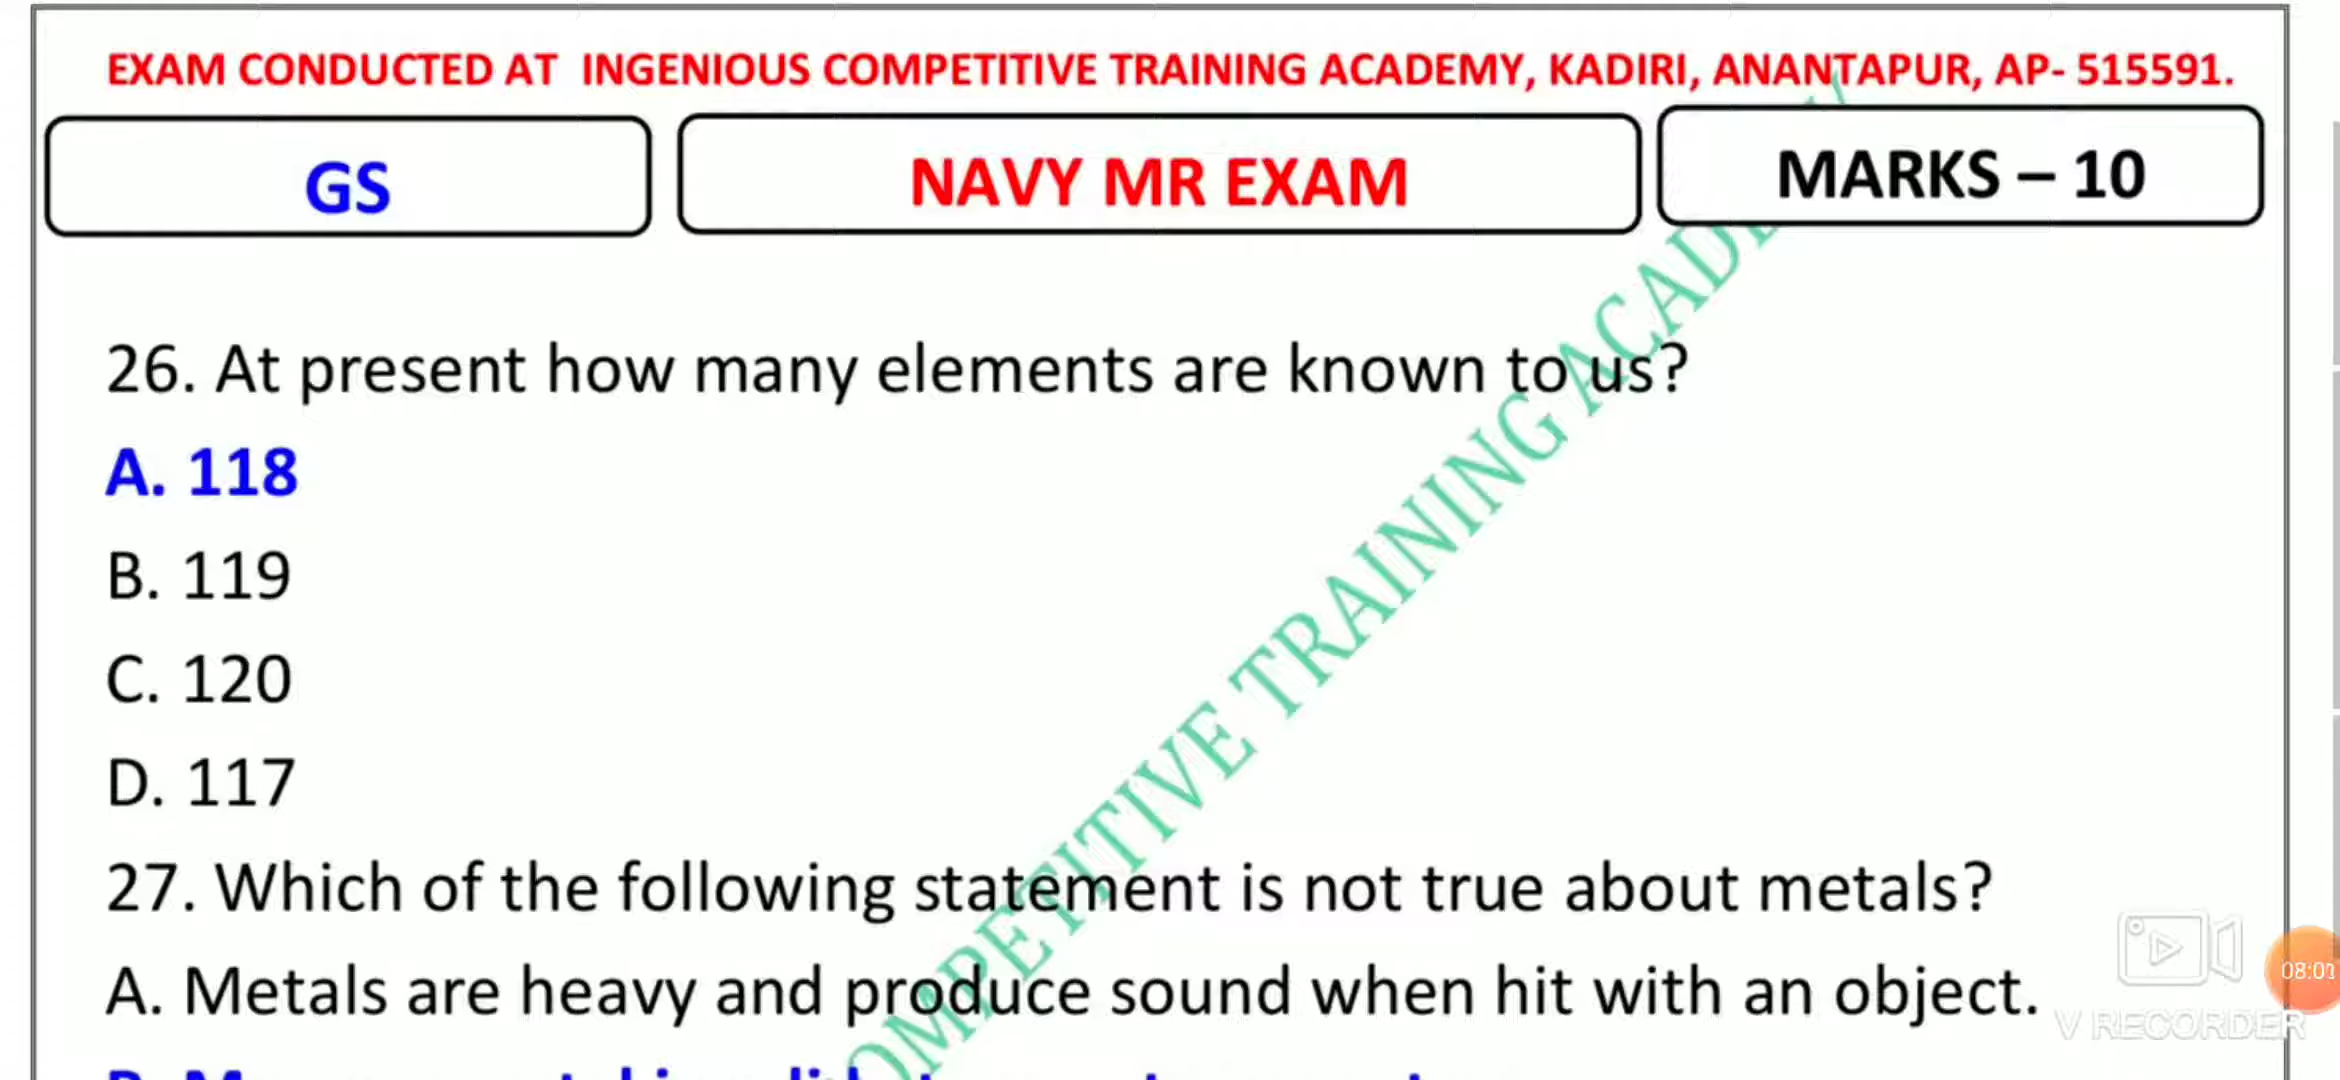 EXAM CONDUCTED AT INGENIOUS COMPETITIVE TRAINING ACADEMY, KADIRI, ANANTAPUR, AP- 515591.
GS
NAVY MR EXAM
MARKS – 10
26. At present how many elements are known to us?
A. 118
B. 119
C. 120
D. 117
27. Which of the following statement is not true about metals?
A. Metals are heavy and produce sound when hit with an object.
OMPETITIVE TRAINING ACADEMY
08:01
V RECORDER